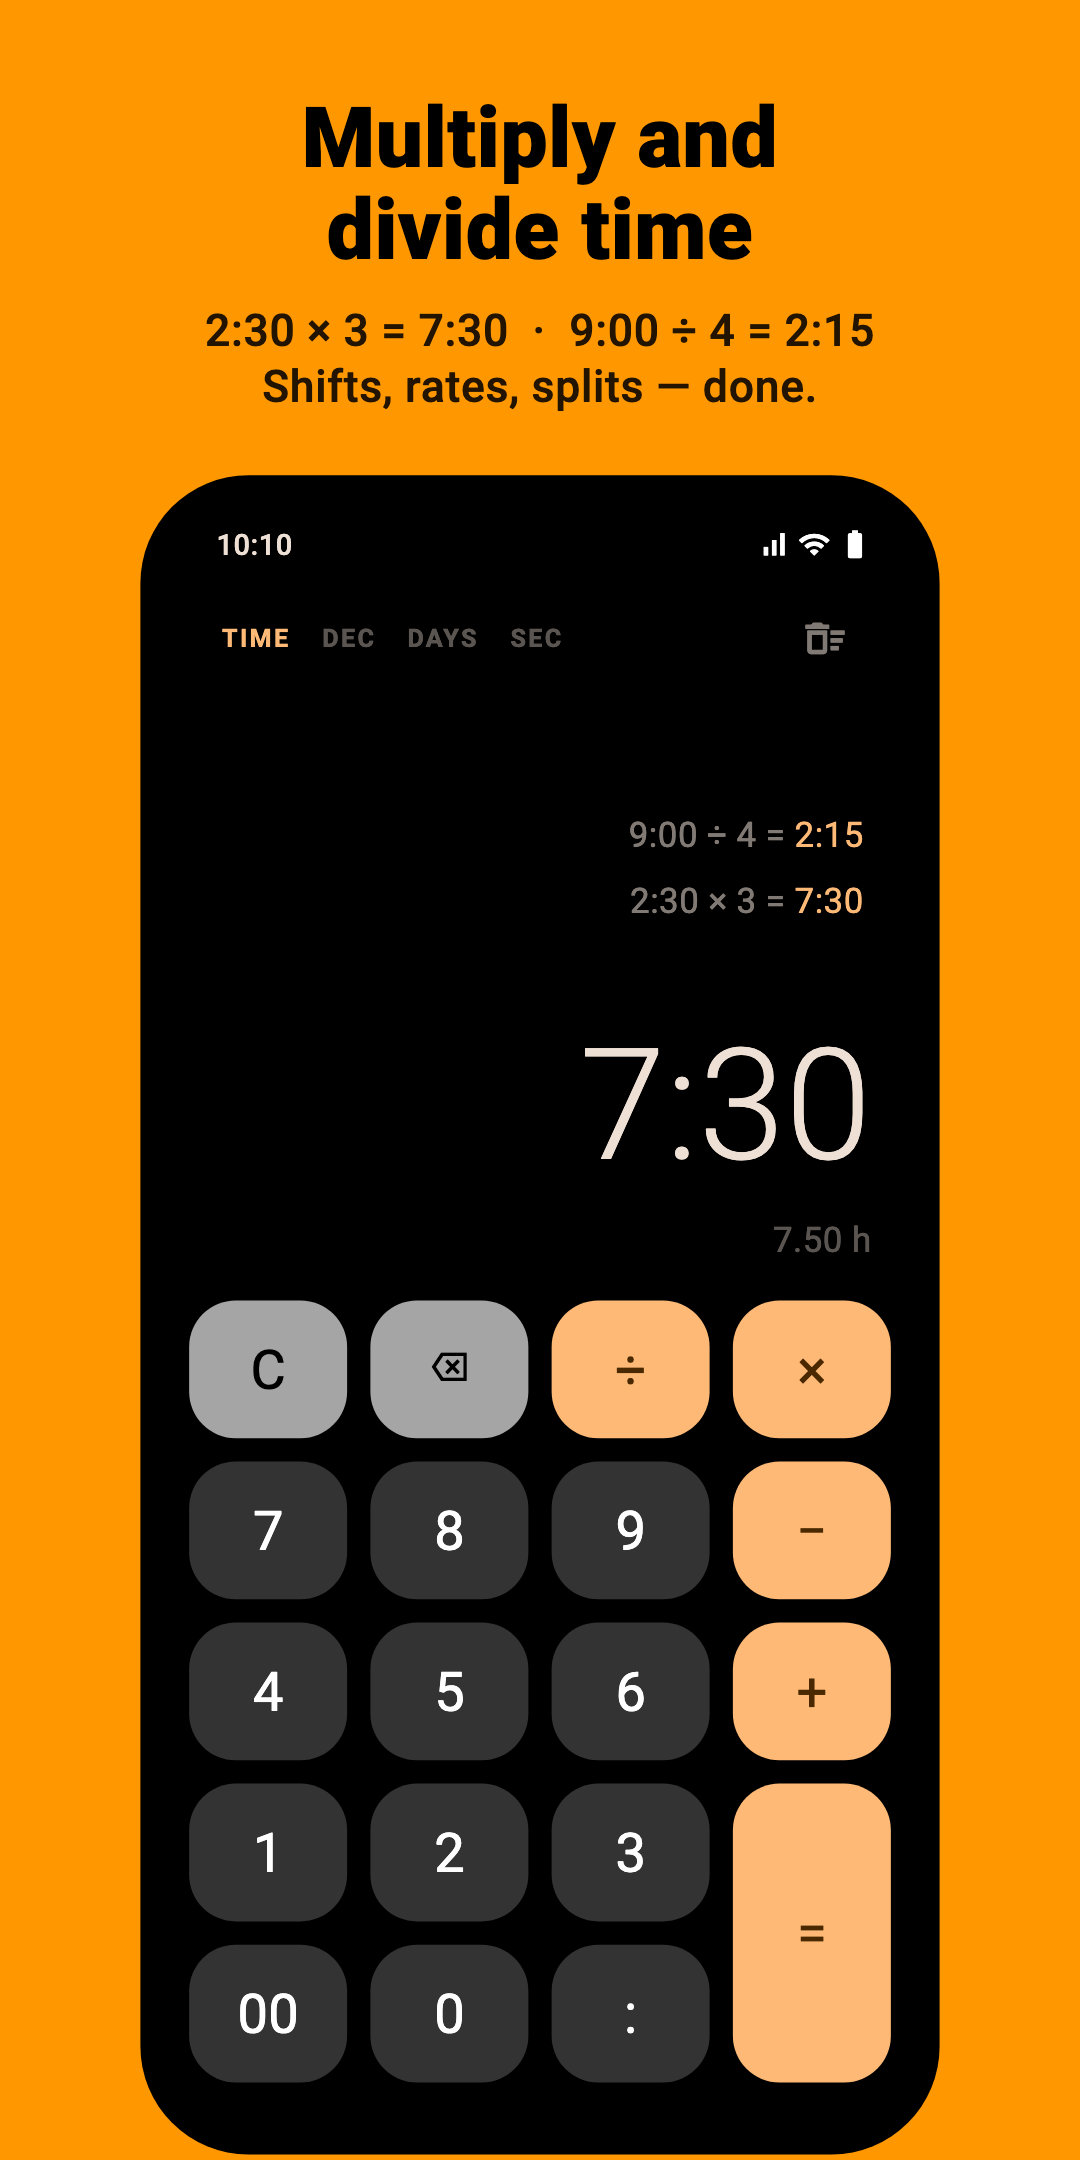 Multiply and
divide time
2:30 × 3 = 7:30 · 9:00 ÷ 4 = 2:15
Shifts, rates, splits — done.
10:10
TIME DEC DAYS SEC
9:00 ÷ 4 = 2:15
2:30 × 3 = 7:30
7:30
7.50 h
C ÷ ×
7 8 9 −
4 5 6 +
1 2 3
=
00 0 :